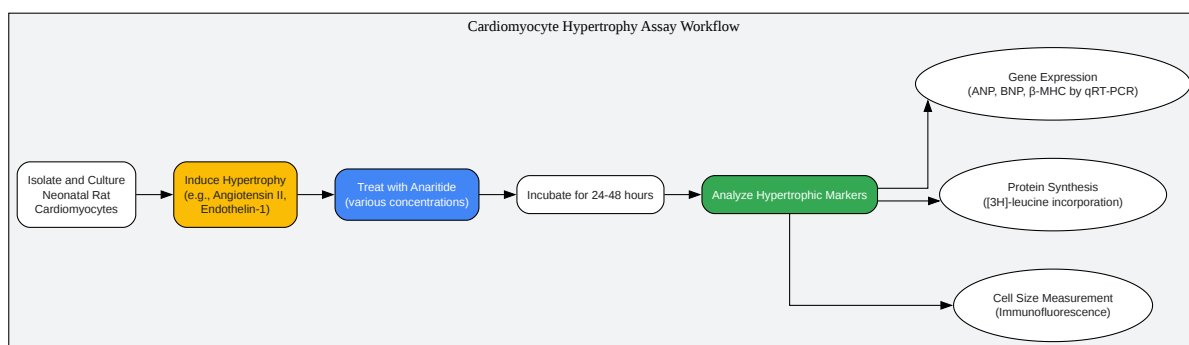 Cardiomyocyte Hypertrophy Assay Workflow
Isolate and Culture
Neonatal Rat
Cardiomyocytes
Induce Hypertrophy
(e.g., Angiotensin II,
Endothelin-1)
Treat with Anaritide
(various concentrations)
Incubate for 24-48 hours
Analyze Hypertrophic Markers
Gene Expression
(ANP, BNP, β-MHC by qRT-PCR)
Protein Synthesis
([3H]-leucine incorporation)
Cell Size Measurement
(Immunofluorescence)